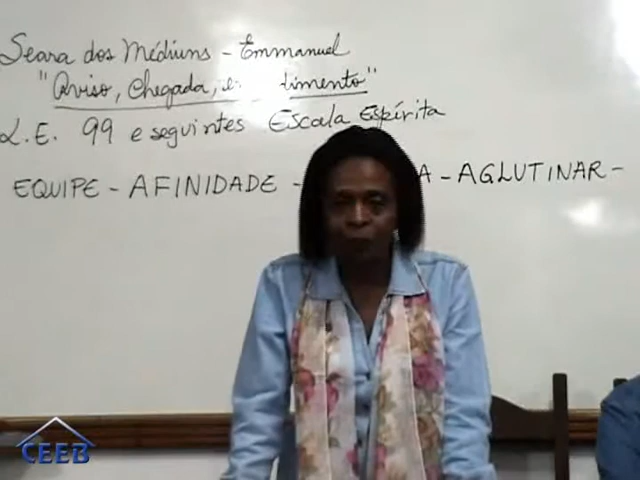 Seara dos Médiuns - Emmanuel
"Aviso, Chegada, e timento"
L.E. 99 e seguintes Escala Espírita
EQUIPE - AFINIDADE - A - AGLUTINAR -
CEEB